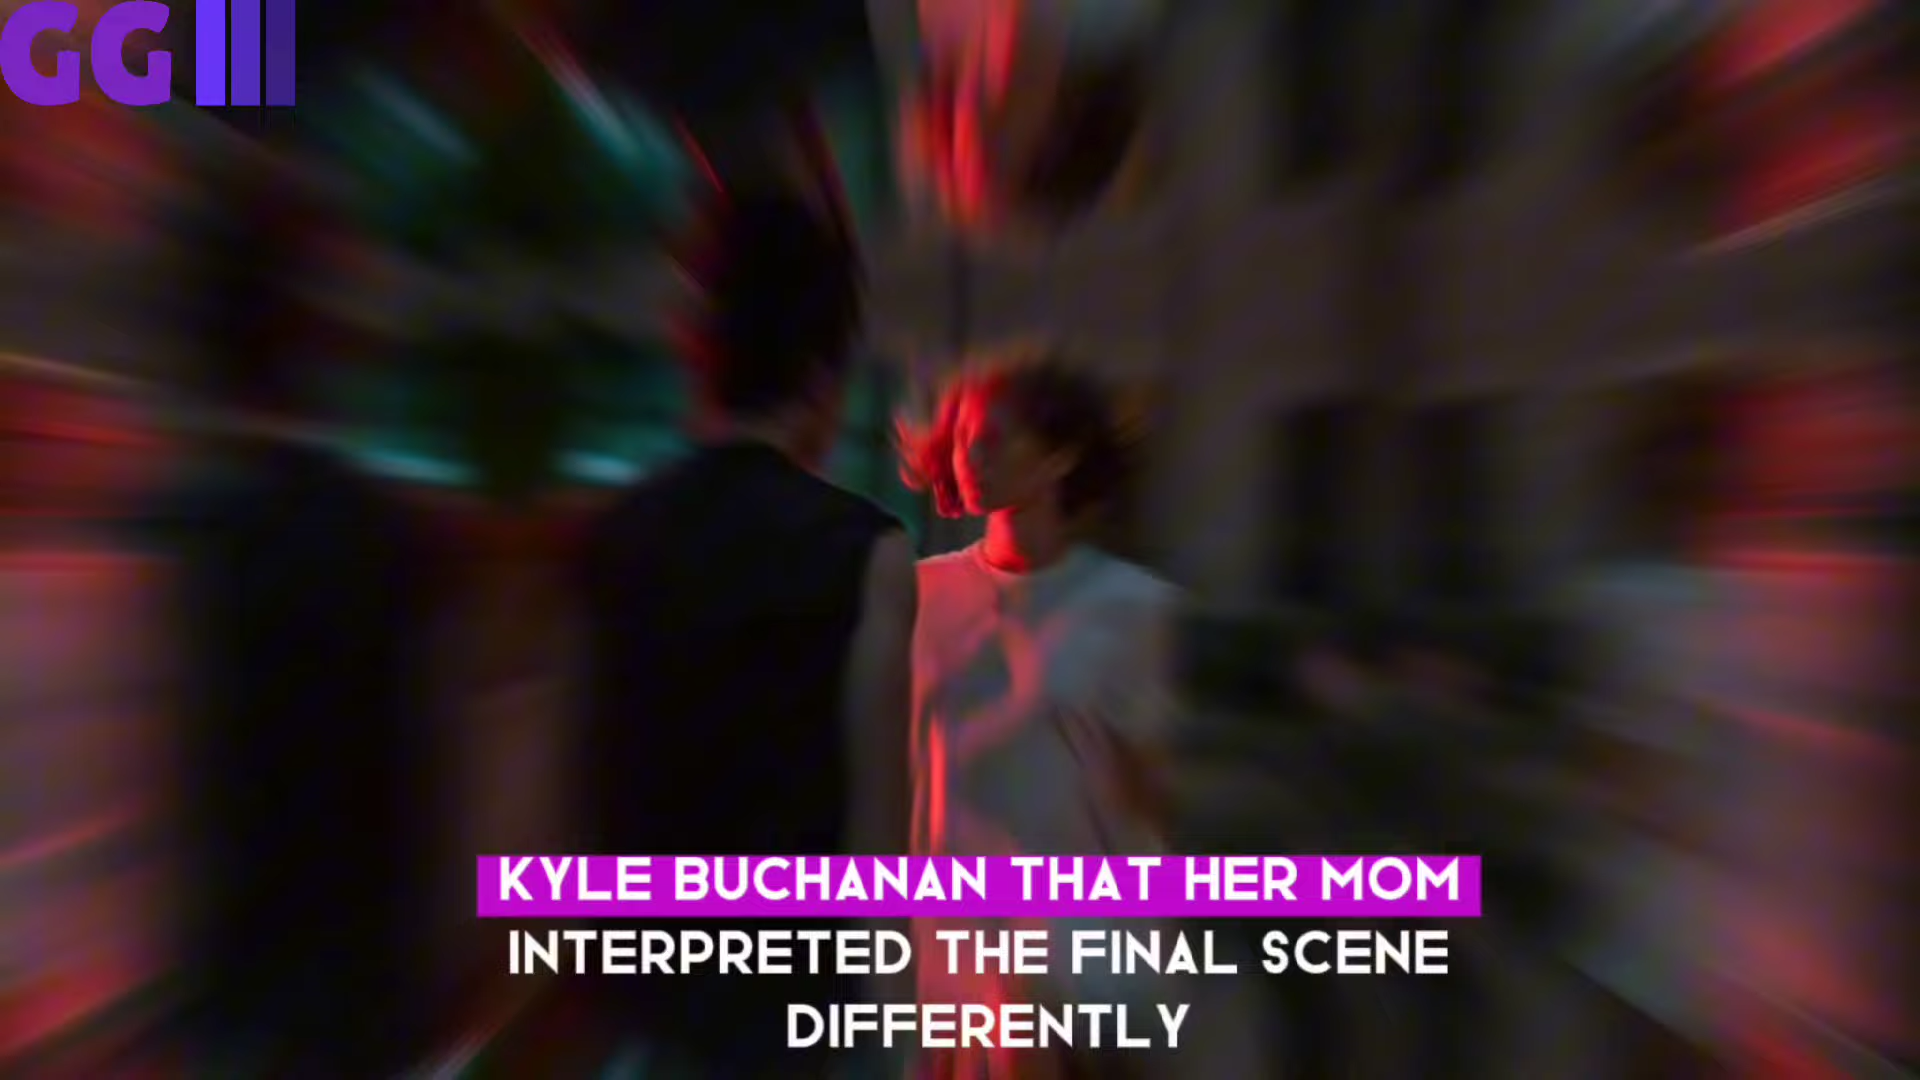 GG
KYLE BUCHANAN THAT HER MOM
INTERPRETED THE FINAL SCENE
DIFFERENTLY